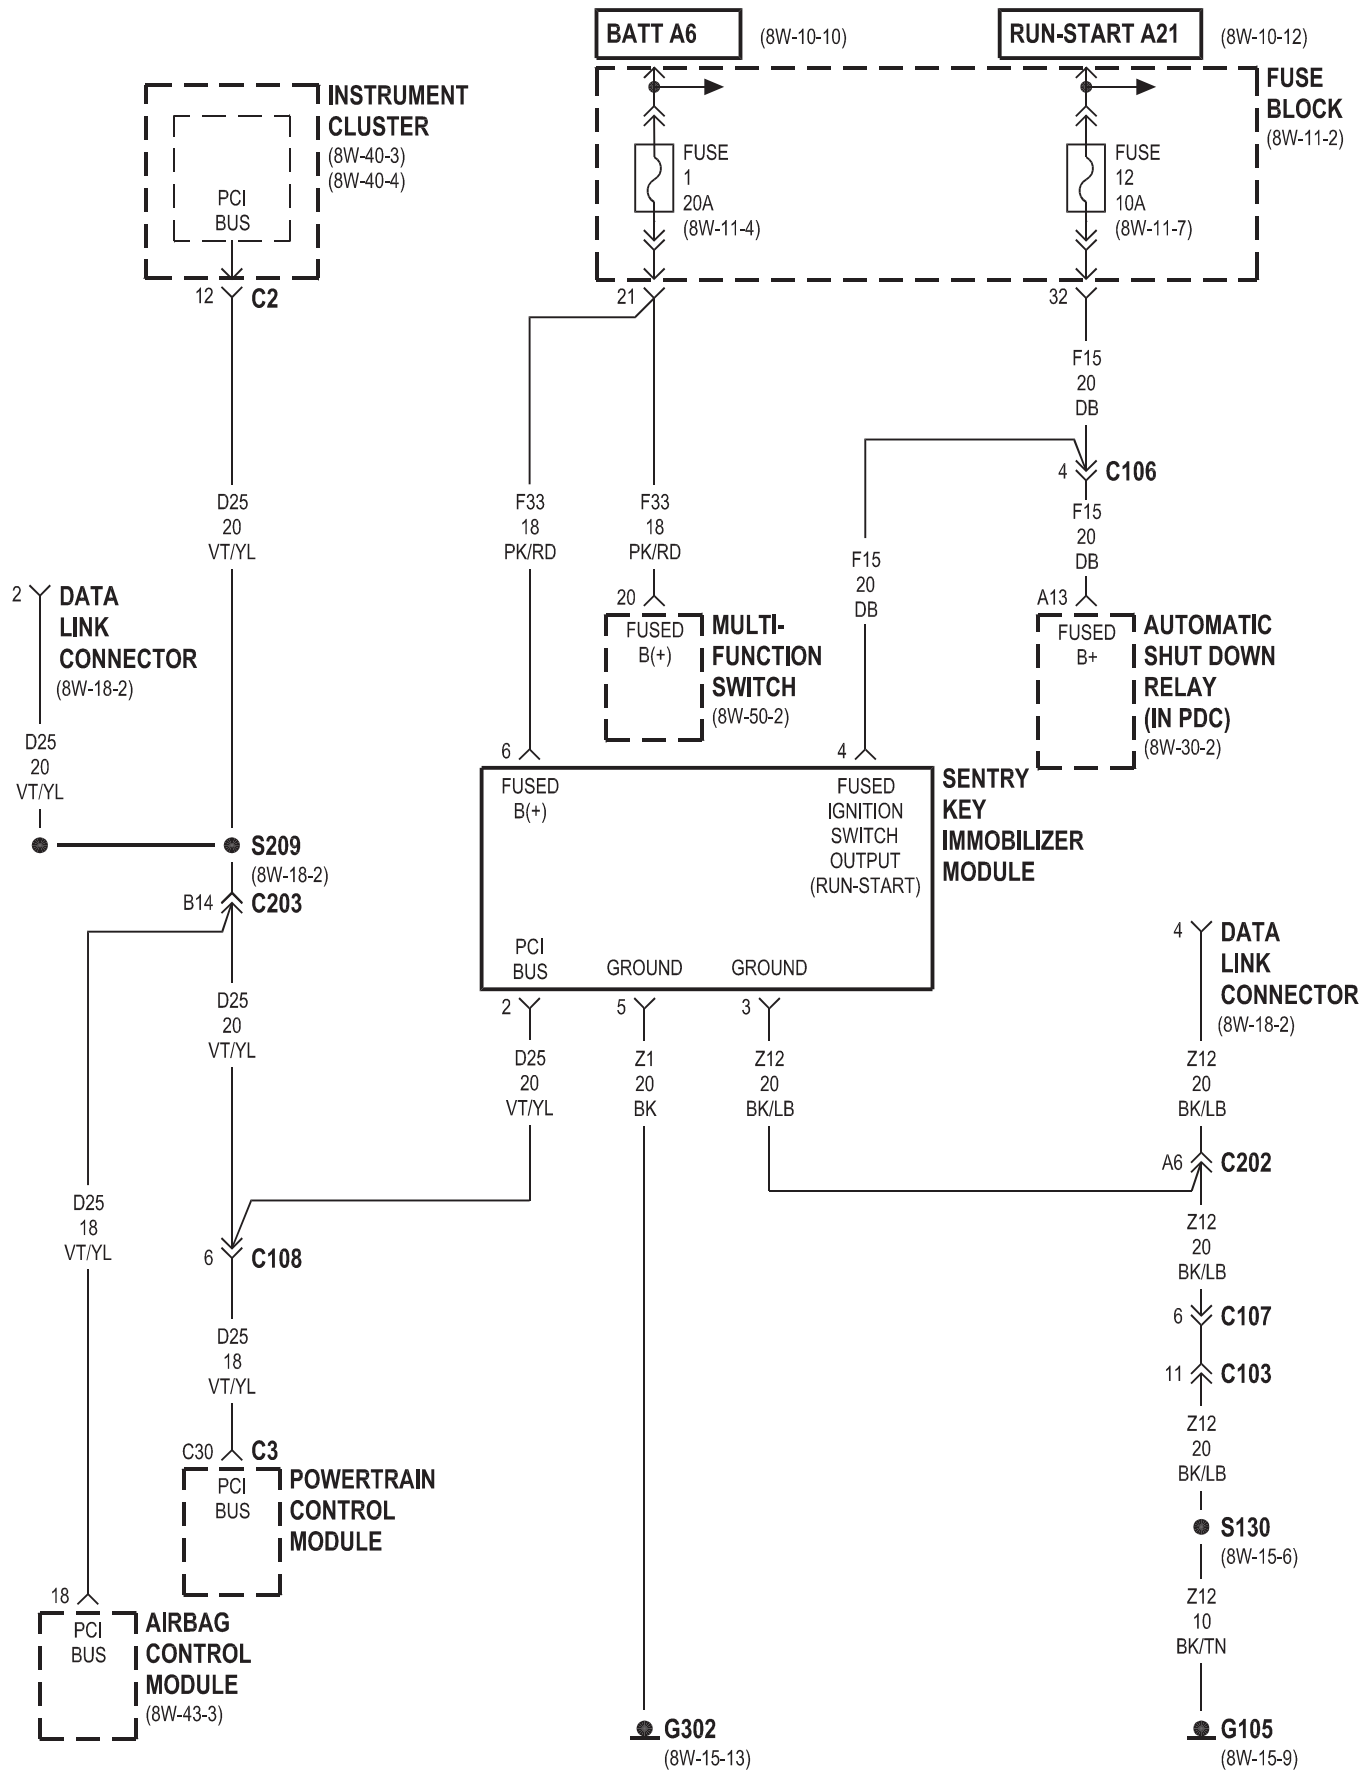 BATT A6
(8W-10-10)
RUN-START A21
(8W-10-12)
INSTRUMENT
CLUSTER
(8W-40-3)
(8W-40-4)
PCI
BUS
12
C2
FUSE
BLOCK
(8W-11-2)
FUSE
1
20A
(8W-11-4)
FUSE
12
10A
(8W-11-7)
21
32
F15
20
DB
4
C106
D25
20
VT/YL
F33
18
PK/RD
F33
18
PK/RD
F15
20
DB
F15
20
DB
2
DATA
LINK
CONNECTOR
(8W-18-2)
D25
20
VT/YL
20
FUSED
B(+)
MULTI-
FUNCTION
SWITCH
(8W-50-2)
A13
FUSED
B+
AUTOMATIC
SHUT DOWN
RELAY
(IN PDC)
(8W-30-2)
6
4
FUSED
B(+)
FUSED
IGNITION
SWITCH
OUTPUT
(RUN-START)
SENTRY
KEY
IMMOBILIZER
MODULE
S209
(8W-18-2)
B14
C203
PCI
BUS
GROUND
GROUND
2
5
3
4
DATA
LINK
CONNECTOR
(8W-18-2)
D25
20
VT/YL
D25
20
VT/YL
Z1
20
BK
Z12
20
BK/LB
Z12
20
BK/LB
A6
C202
D25
18
VT/YL
6
C108
Z12
20
BK/LB
6
C107
11
C103
D25
18
VT/YL
Z12
20
BK/LB
C30
C3
PCI
BUS
POWERTRAIN
CONTROL
MODULE
S130
(8W-15-6)
18
PCI
BUS
AIRBAG
CONTROL
MODULE
(8W-43-3)
Z12
10
BK/TN
G302
(8W-15-13)
G105
(8W-15-9)